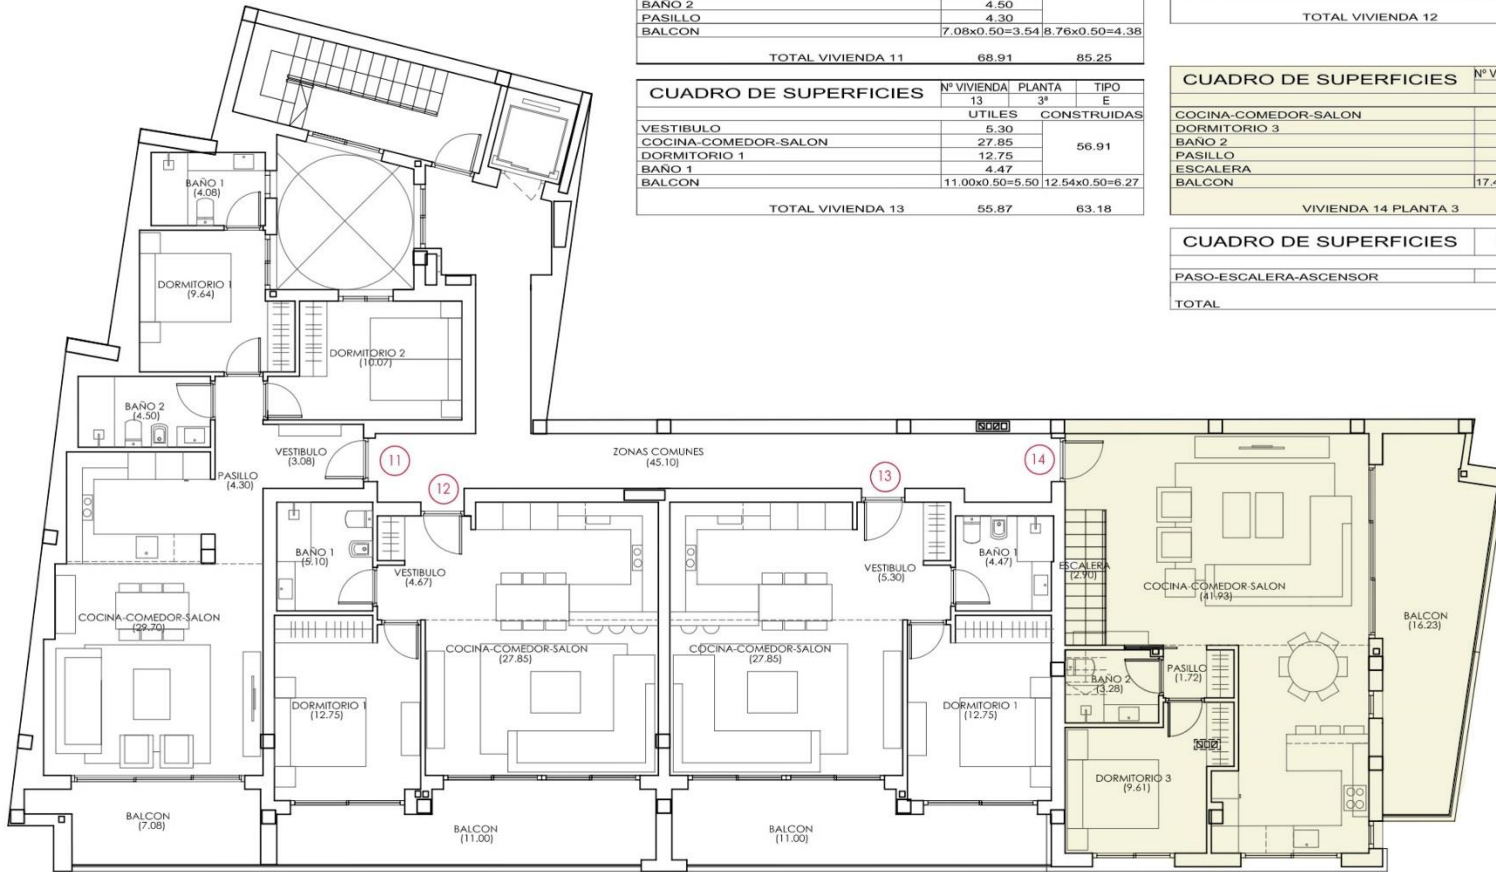 BAÑO 2 4.50
PASILLO 4.30
BALCON 7.08x0.50=3.54 8.76x0.50=4.38
TOTAL VIVIENDA 11 68.91 85.25
TOTAL VIVIENDA 12
CUADRO DE SUPERFICIES Nº VIVIENDA PLANTA TIPO
13 3ª E
UTILES CONSTRUIDAS
VESTIBULO 5.30
COCINA-COMEDOR-SALON 27.85
56.91
DORMITORIO 1 12.75
BAÑO 1 4.47
BALCON 11.00x0.50=5.50 12.54x0.50=6.27
TOTAL VIVIENDA 13 55.87 63.18
CUADRO DE SUPERFICIES Nº V
COCINA-COMEDOR-SALON
DORMITORIO 3
BAÑO 2
PASILLO
ESCALERA
BALCON 17.4
VIVIENDA 14 PLANTA 3
CUADRO DE SUPERFICIES
PASO-ESCALERA-ASCENSOR
TOTAL
BAÑO 1
(4.08)
DORMITORIO 1
(9.64)
DORMITORIO 2
(10.07)
BAÑO 2
(4.50)
VESTIBULO
(3.08)
PASILLO
(4.30)
11
12
ZONAS COMUNES
(45.10)
13
14
BAÑO 1
(5.10)
VESTIBULO
(4.67)
VESTIBULO
(5.30)
BAÑO 1
(4.47)
ESCALERA
(2.90)
COCINA-COMEDOR-SALON
(41.93)
BALCON
(16.23)
COCINA-COMEDOR-SALON
(29.70)
COCINA-COMEDOR-SALON
(27.85)
COCINA-COMEDOR-SALON
(27.85)
BAÑO 2
(3.28)
PASILLO
(1.72)
DORMITORIO 1
(12.75)
DORMITORIO 1
(12.75)
DORMITORIO 3
(9.61)
BALCON
(7.08)
BALCON
(11.00)
BALCON
(11.00)